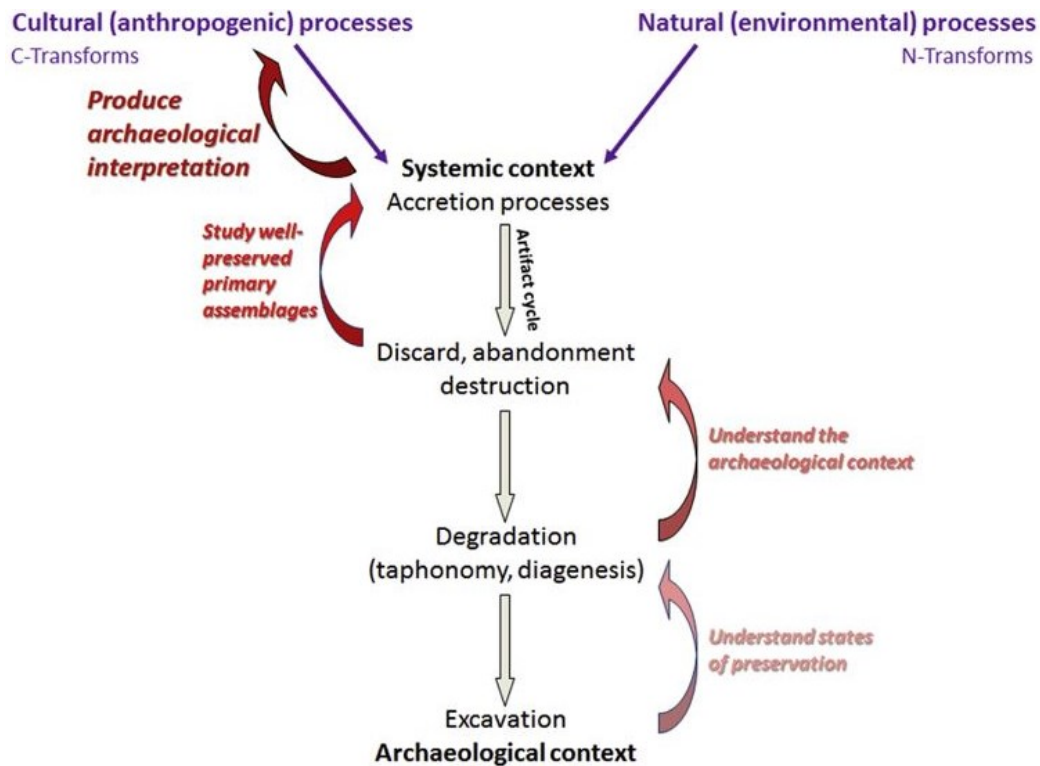 Cultural (anthropogenic) processes
C-Transforms
Natural (environmental) processes
N-Transforms
Produce
archaeological
interpretation
Systemic context
Accretion processes
Study well-
preserved
primary
assemblages
Artifact cycle
Discard, abandonment
destruction
Understand the
archaeological context
Degradation
(taphonomy, diagenesis)
Understand states
of preservation
Excavation
Archaeological context